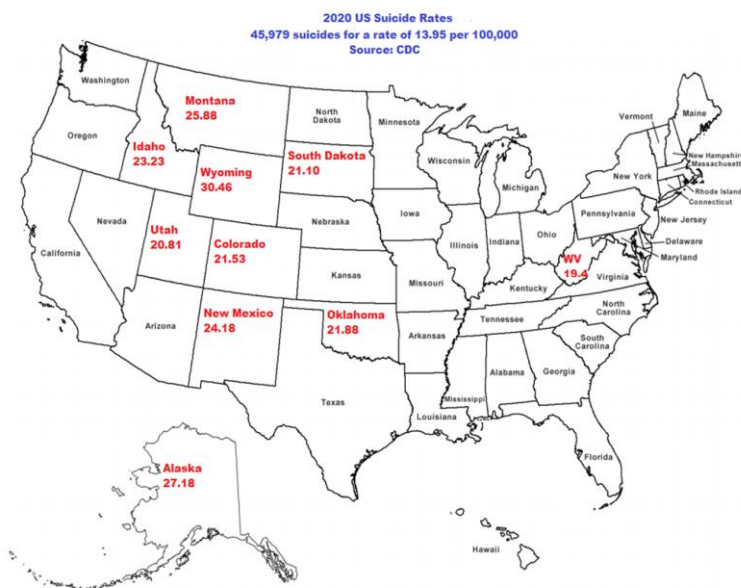 2020 US Suicide Rates
45,979 suicides for a rate of 13.95 per 100,000
Source: CDC
Washington
Montana
25.88
North
Dakota
Minnesota
Vermont
Maine
Oregon
Idaho
23.23
South Dakota
21.10
Wisconsin
New Hampshire
Massachusett
Wyoming
30.46
Michigan
New York
Rhode Island
Connecticut
Nevada
Utah
20.81
Nebraska
Iowa
Pennsylvania
New Jersey
California
Colorado
21.53
Illinois
Indiana
Ohio
Delaware
Maryland
Kansas
Missouri
WV
19.4
Virginia
Kentucky
Arizona
New Mexico
24.18
Oklahoma
21.88
Arkansas
Tennessee
North
Carolina
South
Carolina
Texas
Mississippi
Alabama
Georgia
Louisiana
Florida
Alaska
27.18
Hawaii